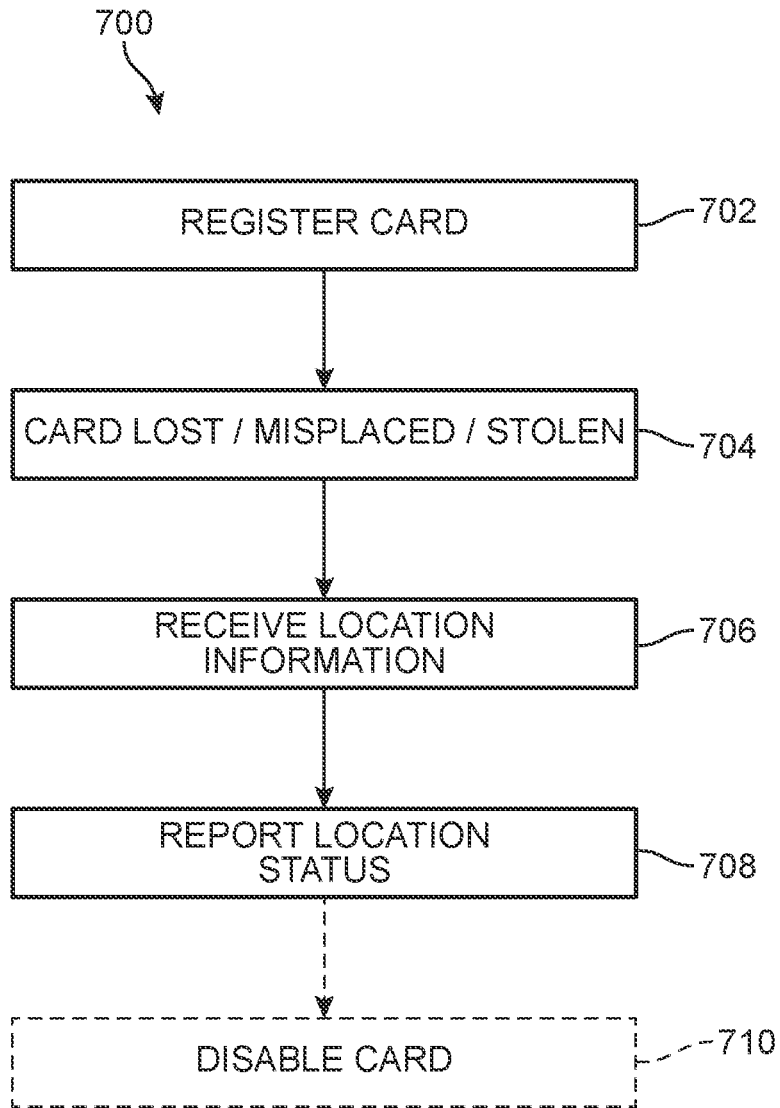 700
REGISTER CARD
702
CARD LOST / MISPLACED / STOLEN
704
RECEIVE LOCATION
INFORMATION
706
REPORT LOCATION
STATUS
708
DISABLE CARD
710